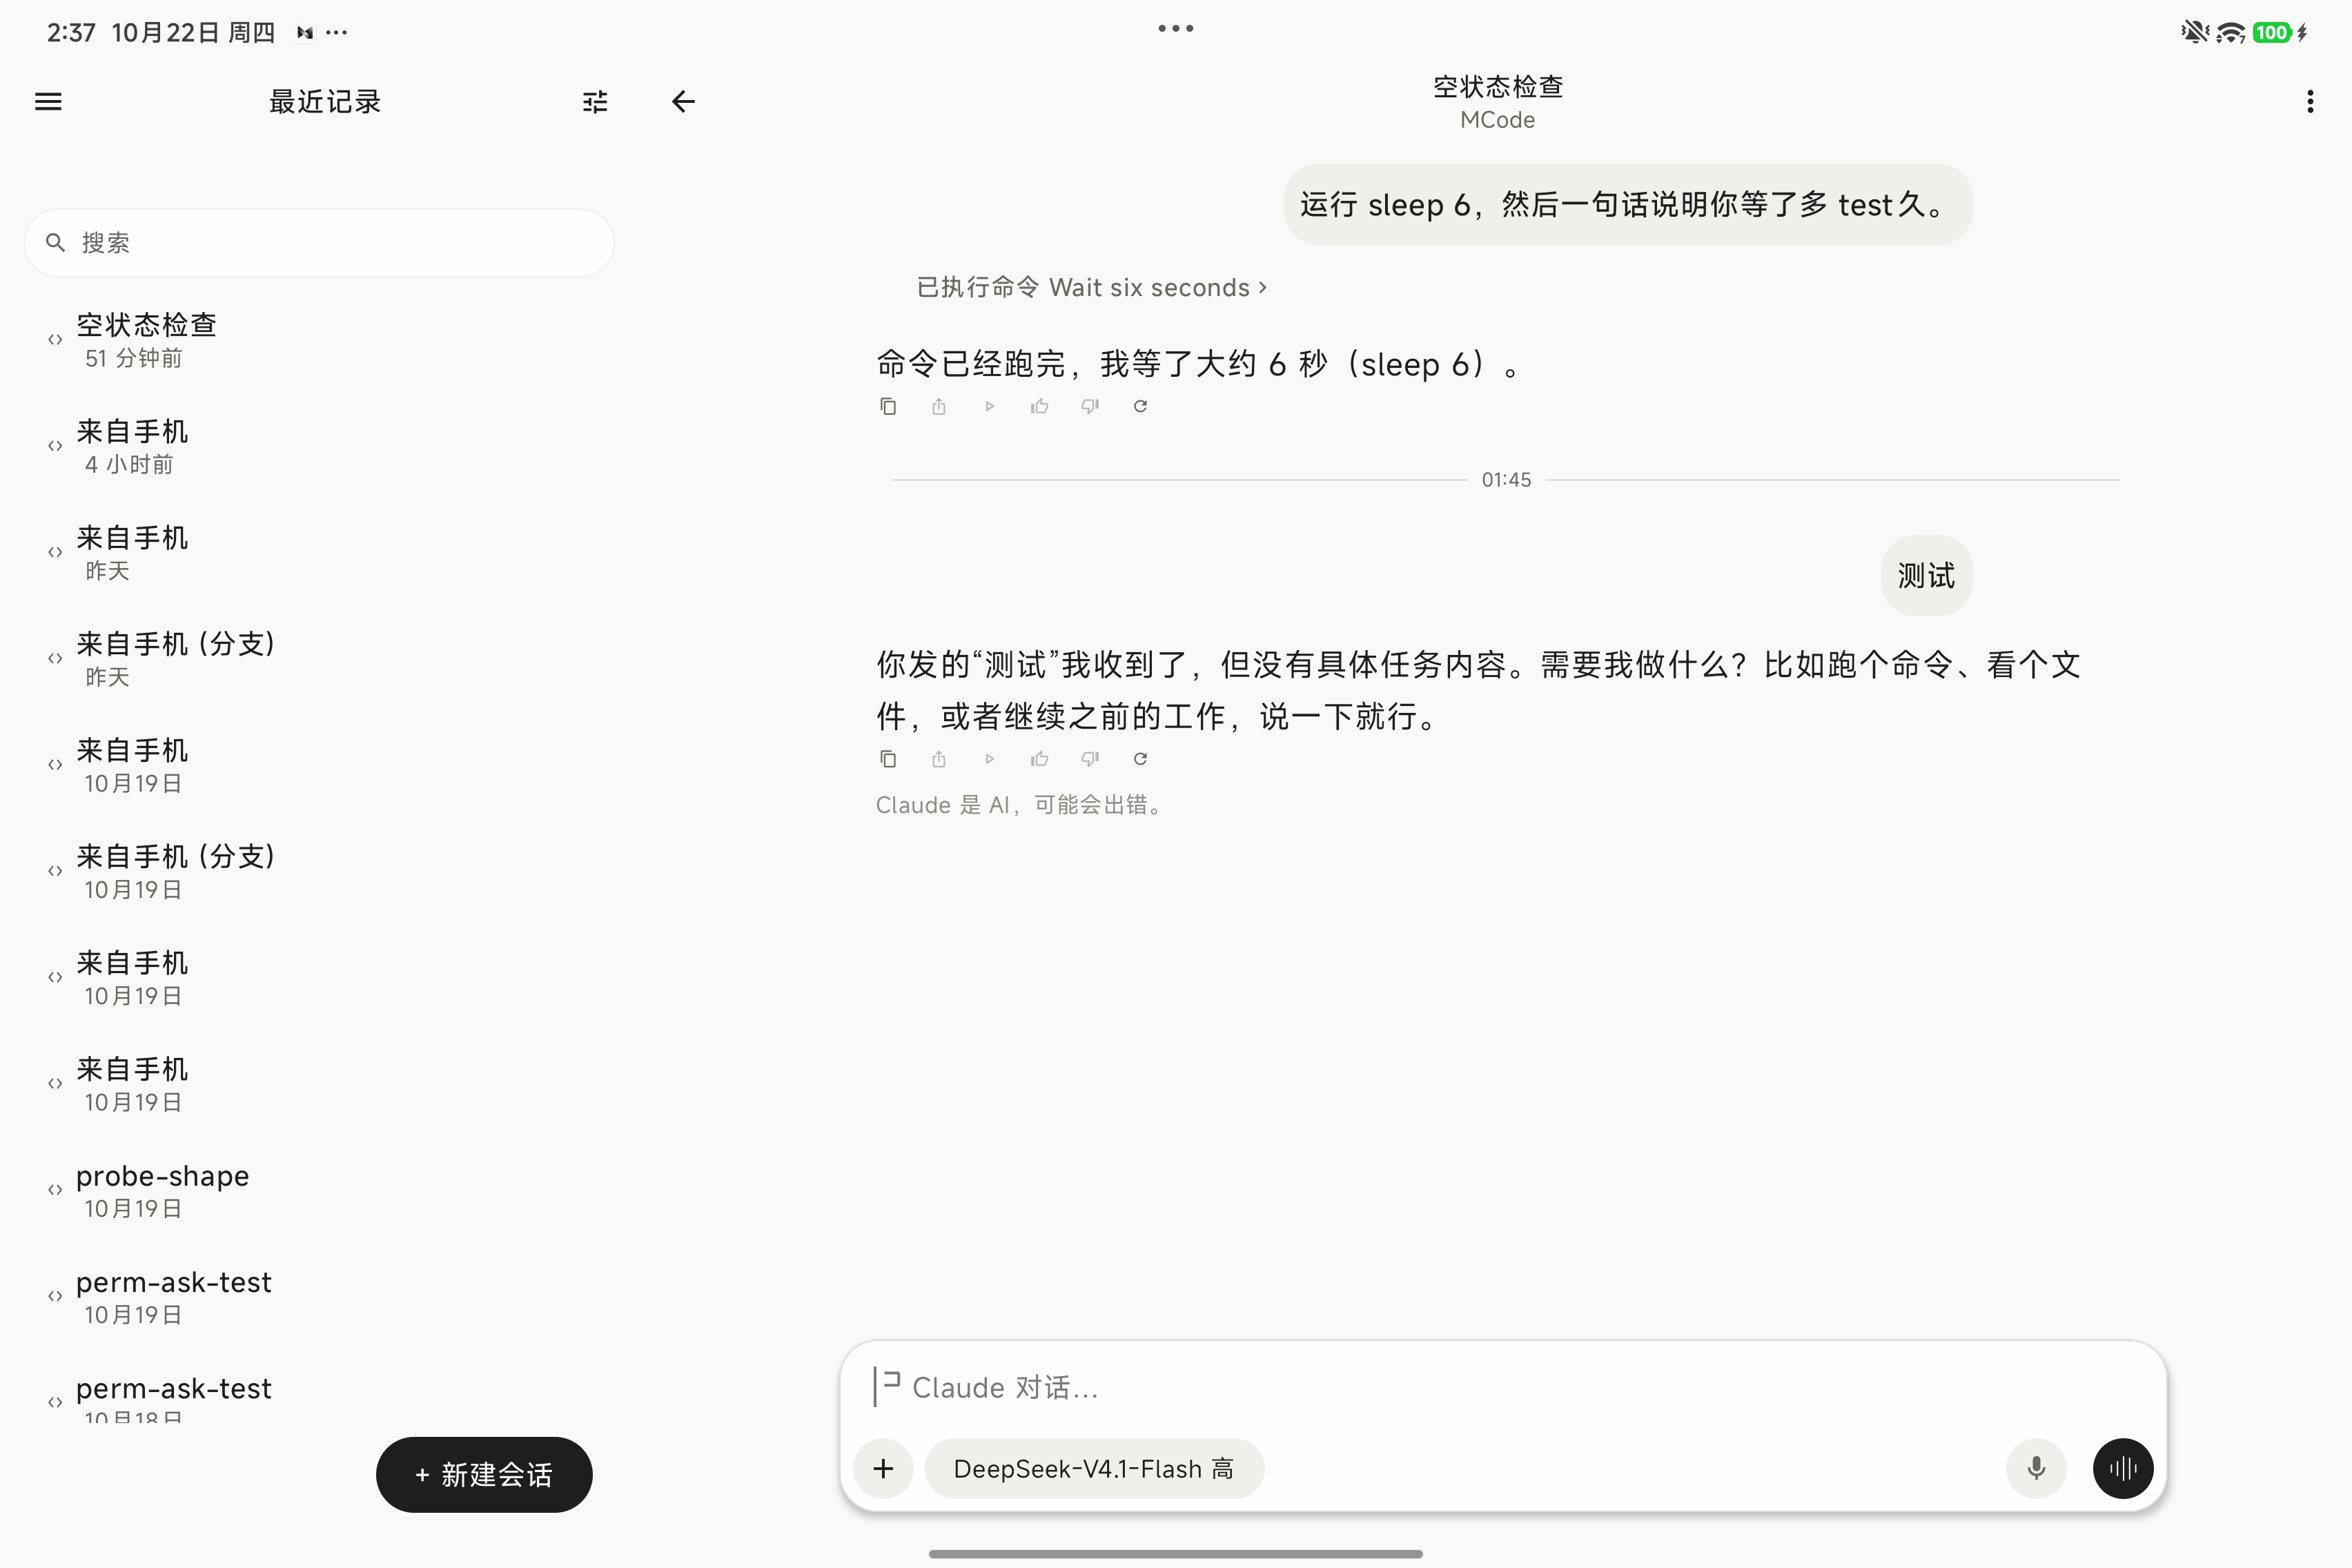 2:37 10月22日 周四
100
最近记录
空状态检查
MCode
搜索
空状态检查
51 分钟前
来自手机
4 小时前
来自手机
昨天
来自手机 (分支)
昨天
来自手机
10月19日
来自手机 (分支)
10月19日
来自手机
10月19日
来自手机
10月19日
probe-shape
10月19日
perm-ask-test
10月19日
perm-ask-test
10月18日
+ 新建会话
运行 sleep 6，然后一句话说明你等了多 test久。
已执行命令 Wait six seconds ›
命令已经跑完，我等了大约 6 秒（sleep 6）。
01:45
测试
你发的“测试”我收到了，但没有具体任务内容。需要我做什么？比如跑个命令、看个文
件，或者继续之前的工作，说一下就行。
Claude 是 AI，可能会出错。
Claude 对话...
+ DeepSeek-V4.1-Flash 高